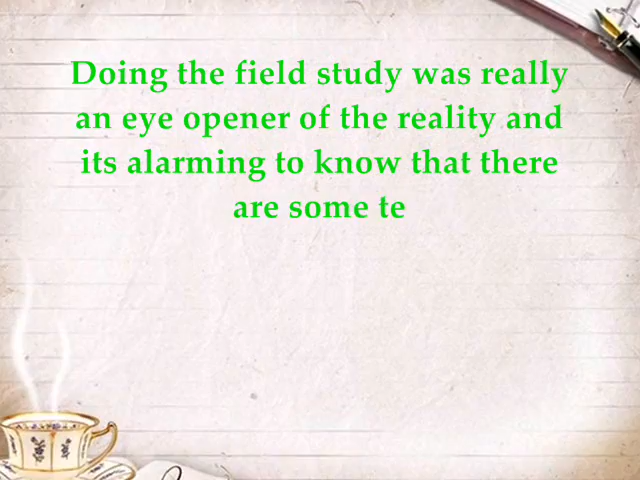 Doing the field study was really
an eye opener of the reality and
its alarming to know that there
are some te